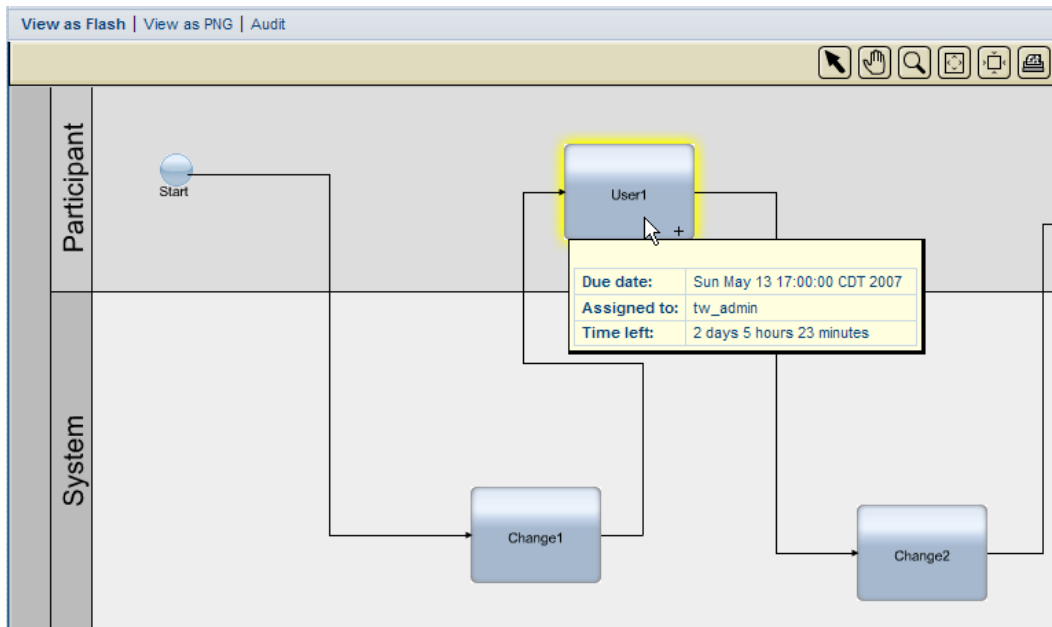 View as Flash | View as PNG | Audit
Participant
Start
User1
+
Due date: Sun May 13 17:00:00 CDT 2007
Assigned to: tw_admin
Time left: 2 days 5 hours 23 minutes
System
Change1
Change2